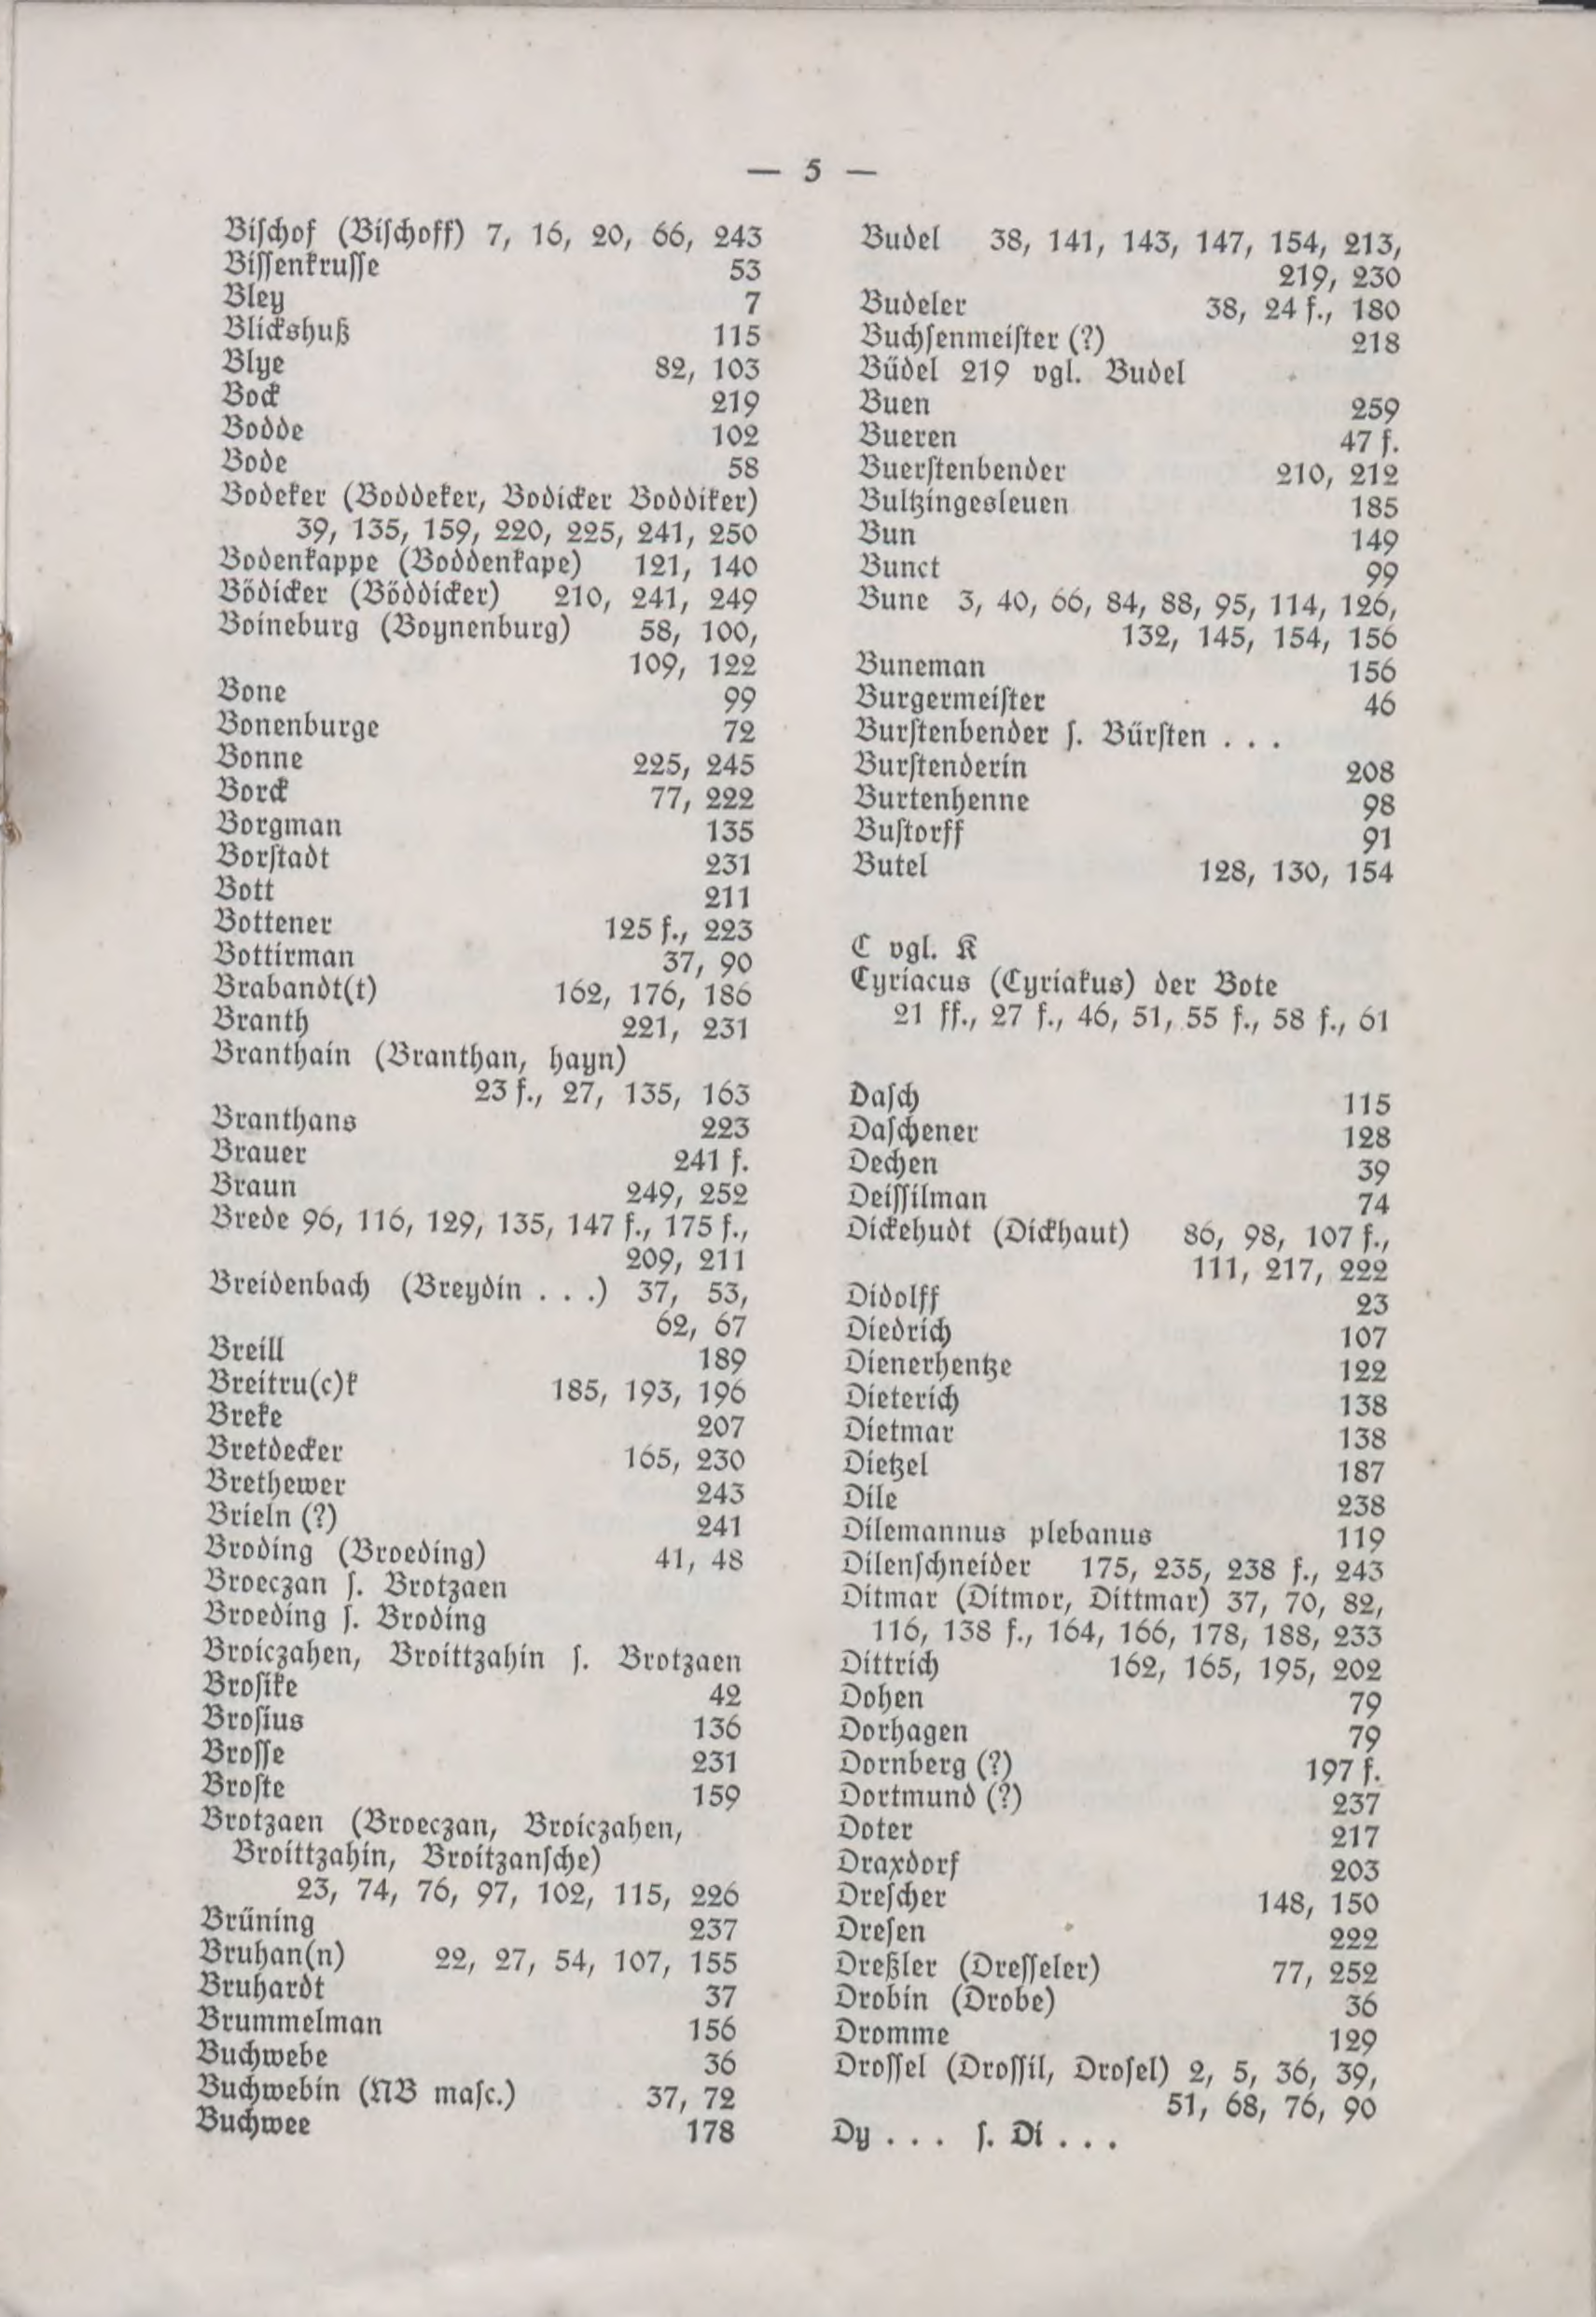 — 5 —
Biſchof (Biſchoff) 7, 16, 20, 66, 243
Biſſenkruſſe 53
Bley 7
Blickshuß 115
Blye 82, 103
Bock 219
Bodde 102
Bode 58
Bodeker (Boddeker, Bodicker Boddiker)
39, 135, 159, 220, 225, 241, 250
Bodenkappe (Boddenkape) 121, 140
Bödicker (Böddicker) 210, 241, 249
Boineburg (Boynenburg) 58, 100,
109, 122
Bone 99
Bonenburge 72
Bonne 225, 245
Borck 77, 222
Borgman 135
Borſtadt 231
Bott 211
Bottener 125 f., 223
Bottirman 37, 90
Brabandt(t) 162, 176, 186
Branth 221, 231
Branthain (Branthan, hayn)
23 f., 27, 135, 163
Branthans 223
Brauer 241 f.
Braun 249, 252
Brede 96, 116, 129, 135, 147 f., 175 f.,
209, 211
Breidenbach (Breydin . . .) 37, 53,
62, 67
Breill 189
Breitru(c)k 185, 193, 196
Breke 207
Bretdecker 165, 230
Brethewer 243
Brieln (?) 241
Broding (Broeding) 41, 48
Broeczan ſ. Brotzaen
Broeding ſ. Broding
Broiczahen, Broittzahin ſ. Brotzaen
Broſike 42
Broſius 136
Broſſe 231
Broſte 159
Brotzaen (Broeczan, Broiczahen,
Broittzahin, Broitzanſche)
23, 74, 76, 97, 102, 115, 226
Brüning 237
Bruhan(n) 22, 27, 54, 107, 155
Bruhardt 37
Brummelman 156
Buchwebe 36
Buchwebin (NB maſc.) 37, 72
Buchwee 178
Budel 38, 141, 143, 147, 154, 213,
219, 230
Budeler 38, 24 f., 180
Buchſenmeiſter (?) 218
Büdel 219 vgl. Budel
Buen 259
Bueren 47 f.
Buerſtenbender 210, 212
Bultzingesleuen 185
Bun 149
Bunct 99
Bune 3, 40, 66, 84, 88, 95, 114, 126,
132, 145, 154, 156
Buneman 156
Burgermeiſter 46
Burſtenbender ſ. Bürſten . . .
Burſtenderin 208
Burtenhenne 98
Buſtorff 91
Butel 128, 130, 154
C vgl. K
Cyriacus (Cyriakus) der Bote
21 ff., 27 f., 46, 51, 55 f., 58 f., 61
Daſch 115
Daſchener 128
Dechen 39
Deiſſilman 74
Dickehudt (Dickhaut) 86, 98, 107 f.,
111, 217, 222
Didolff 23
Diedrich 107
Dienerhentze 122
Dieterich 138
Dietmar 138
Dietzel 187
Dile 238
Dilemannus plebanus 119
Dilenſchneider 175, 235, 238 f., 243
Ditmar (Ditmor, Dittmar) 37, 70, 82,
116, 138 f., 164, 166, 178, 188, 233
Dittrich 162, 165, 195, 202
Dohen 79
Dorhagen 79
Dornberg (?) 197 f.
Dortmund (?) 237
Doter 217
Draxdorf 203
Dreſcher 148, 150
Dreſen 222
Dreßler (Dreſſeler) 77, 252
Drobin (Drobe) 36
Dromme 129
Droſſel (Droſſil, Droſel) 2, 5, 36, 39,
51, 68, 76, 90
Dy . . . ſ. Di . . .